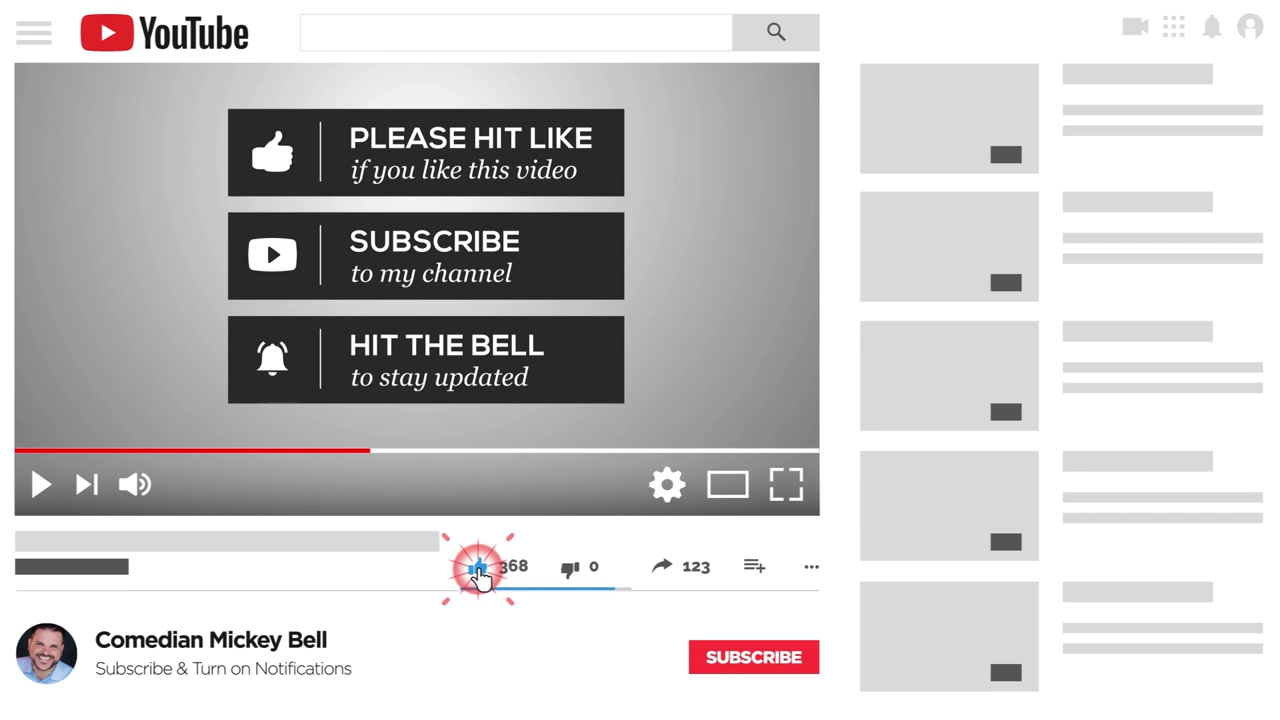 YouTube
PLEASE HIT LIKE
if you like this video
SUBSCRIBE
to my channel
HIT THE BELL
to stay updated
368 0 123
Comedian Mickey Bell
Subscribe & Turn on Notifications
SUBSCRIBE